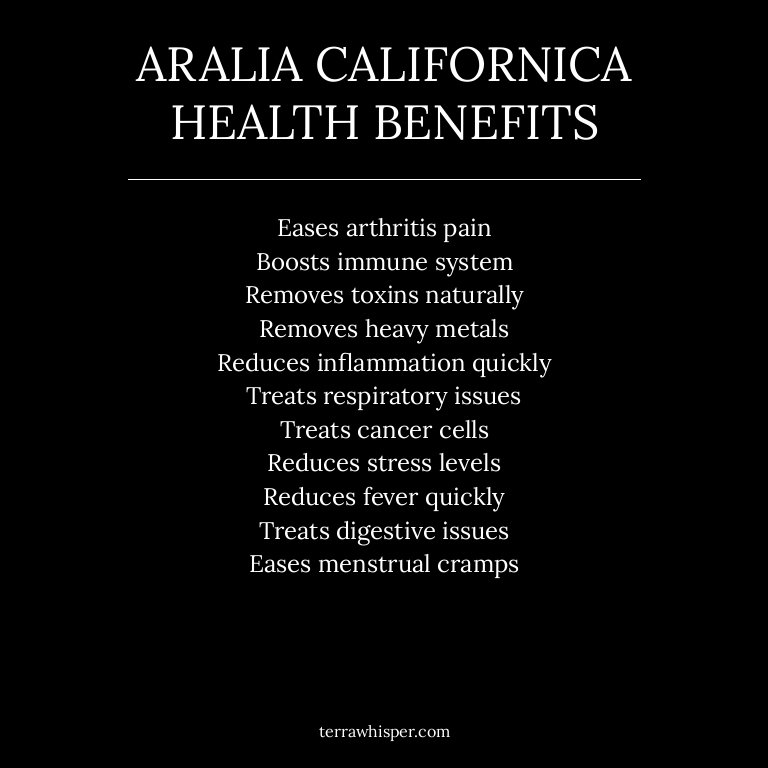 ARALIA CALIFORNICA
HEALTH BENEFITS
Eases arthritis pain
Boosts immune system
Removes toxins naturally
Removes heavy metals
Reduces inflammation quickly
Treats respiratory issues
Treats cancer cells
Reduces stress levels
Reduces fever quickly
Treats digestive issues
Eases menstrual cramps
terrawhisper.com